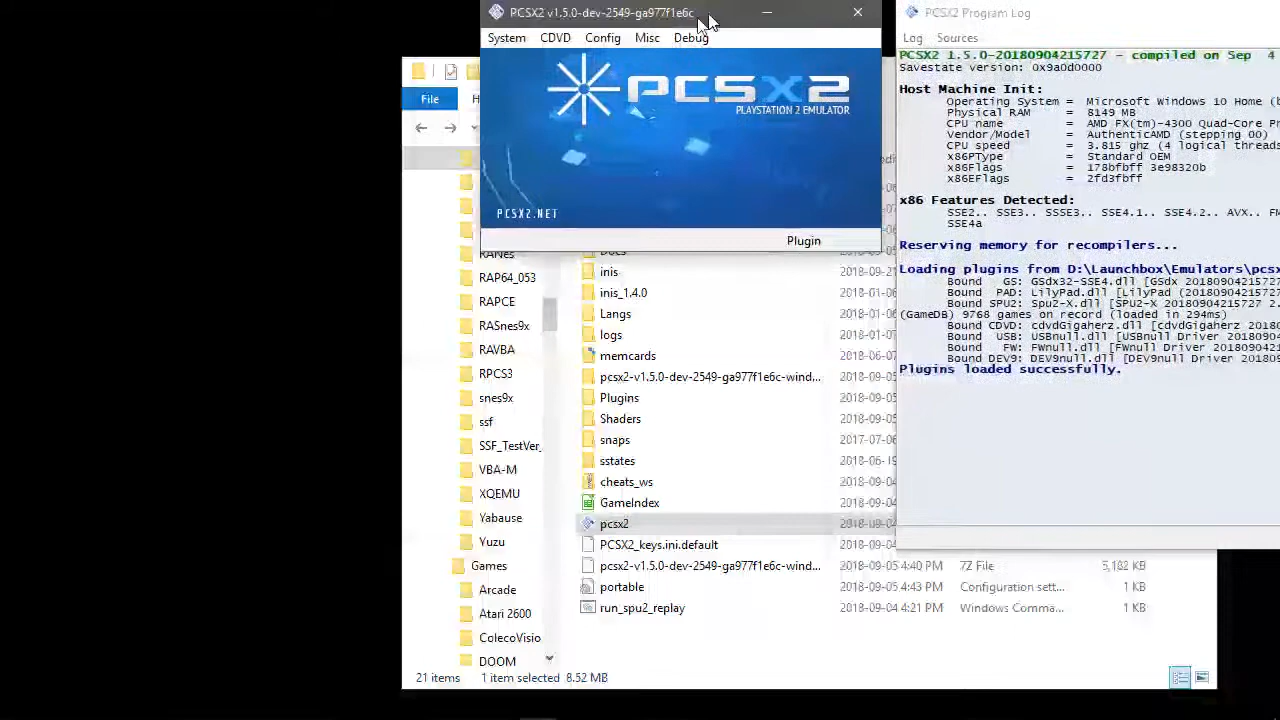 PCSX2 v1.5.0-dev-2549-ga977f1e6c
System CDVD Config Misc Debug
PCSX2
PLAYSTATION 2 EMULATOR
PCSX2.NET
Plugin
PCSX2 Program Log
Log Sources
PCSX2 1.5.0-20180904215727 - compiled on Sep 4
Savestate version: 0x9a0d0000
Host Machine Init:
Operating System = Microsoft Windows 10 Home (
Physical RAM = 8149 MB
CPU name = AMD FX(tm)-4300 Quad-Core Pr
Vendor/Model = AuthenticAMD (stepping 00)
CPU speed = 3.815 ghz (4 logical threads
x86PType = Standard OEM
x86Flags = 178bfbff 3e98320b
x86EFlags = 2fd3fbff
x86 Features Detected:
SSE2.. SSE3.. SSSE3.. SSE4.1.. SSE4.2.. AVX..
SSE4a
Reserving memory for recompilers...
Loading plugins from D:\Launchbox\Emulators\pcsx
Bound GS: GSdx32-SSE4.dll [GSdx 20180904215727
Bound PAD: LilyPad.dll [LilyPad (20180904215727
Bound SPU2: Spu2-X.dll [SPU2-X 20180904215727 2.
(GameDB) 9768 games on record (loaded in 294ms)
Bound CDVD: cdvdGigaherz.dll [cdvdGigaherz 2018
Bound USB: USBnull.dll [USBnull Driver 2018090
Bound FW: FWnull.dll [FWnull Driver 20180904
Bound DEV9: DEV9null.dll [DEV9null Driver 20180
Plugins loaded successfully.
File
RANes
RAP64_053
RAPCE
RASnes9x
RAVBA
RPCS3
snes9x
ssf
SSF_TestVer_
VBA-M
XQEMU
Yabause
Yuzu
Games
Arcade
Atari 2600
ColecoVisio
DOOM
Docs
inis 2018-09-2
inis_1.4.0 2018-01-0
Langs 2018-01-0
logs 2018-01-0
memcards 2018-06-0
pcsx2-v1.5.0-dev-2549-ga977f1e6c-wind... 2018-09-0
Plugins 2018-09-0
Shaders 2018-09-0
snaps 2017-07-0
sstates 2018-06-1
cheats_ws 2018-09-0
GameIndex 2018-09-0
pcsx2 2018-09-0
PCSX2_keys.ini.default 2018-09-0
pcsx2-v1.5.0-dev-2549-ga977f1e6c-wind... 2018-09-05 4:40 PM 7Z File 5,182 KB
portable 2018-09-05 4:43 PM Configuration sett... 1 KB
run_spu2_replay 2018-09-04 4:21 PM Windows Comma... 1 KB
21 items 1 item selected 8.52 MB